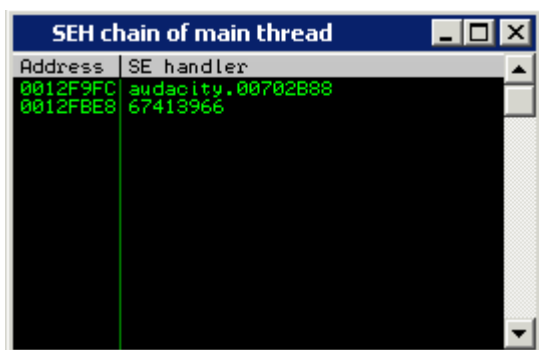 SEH chain of main thread
Address SE handler
0012F9FC audacity.00702B88
0012FBE8 67413966